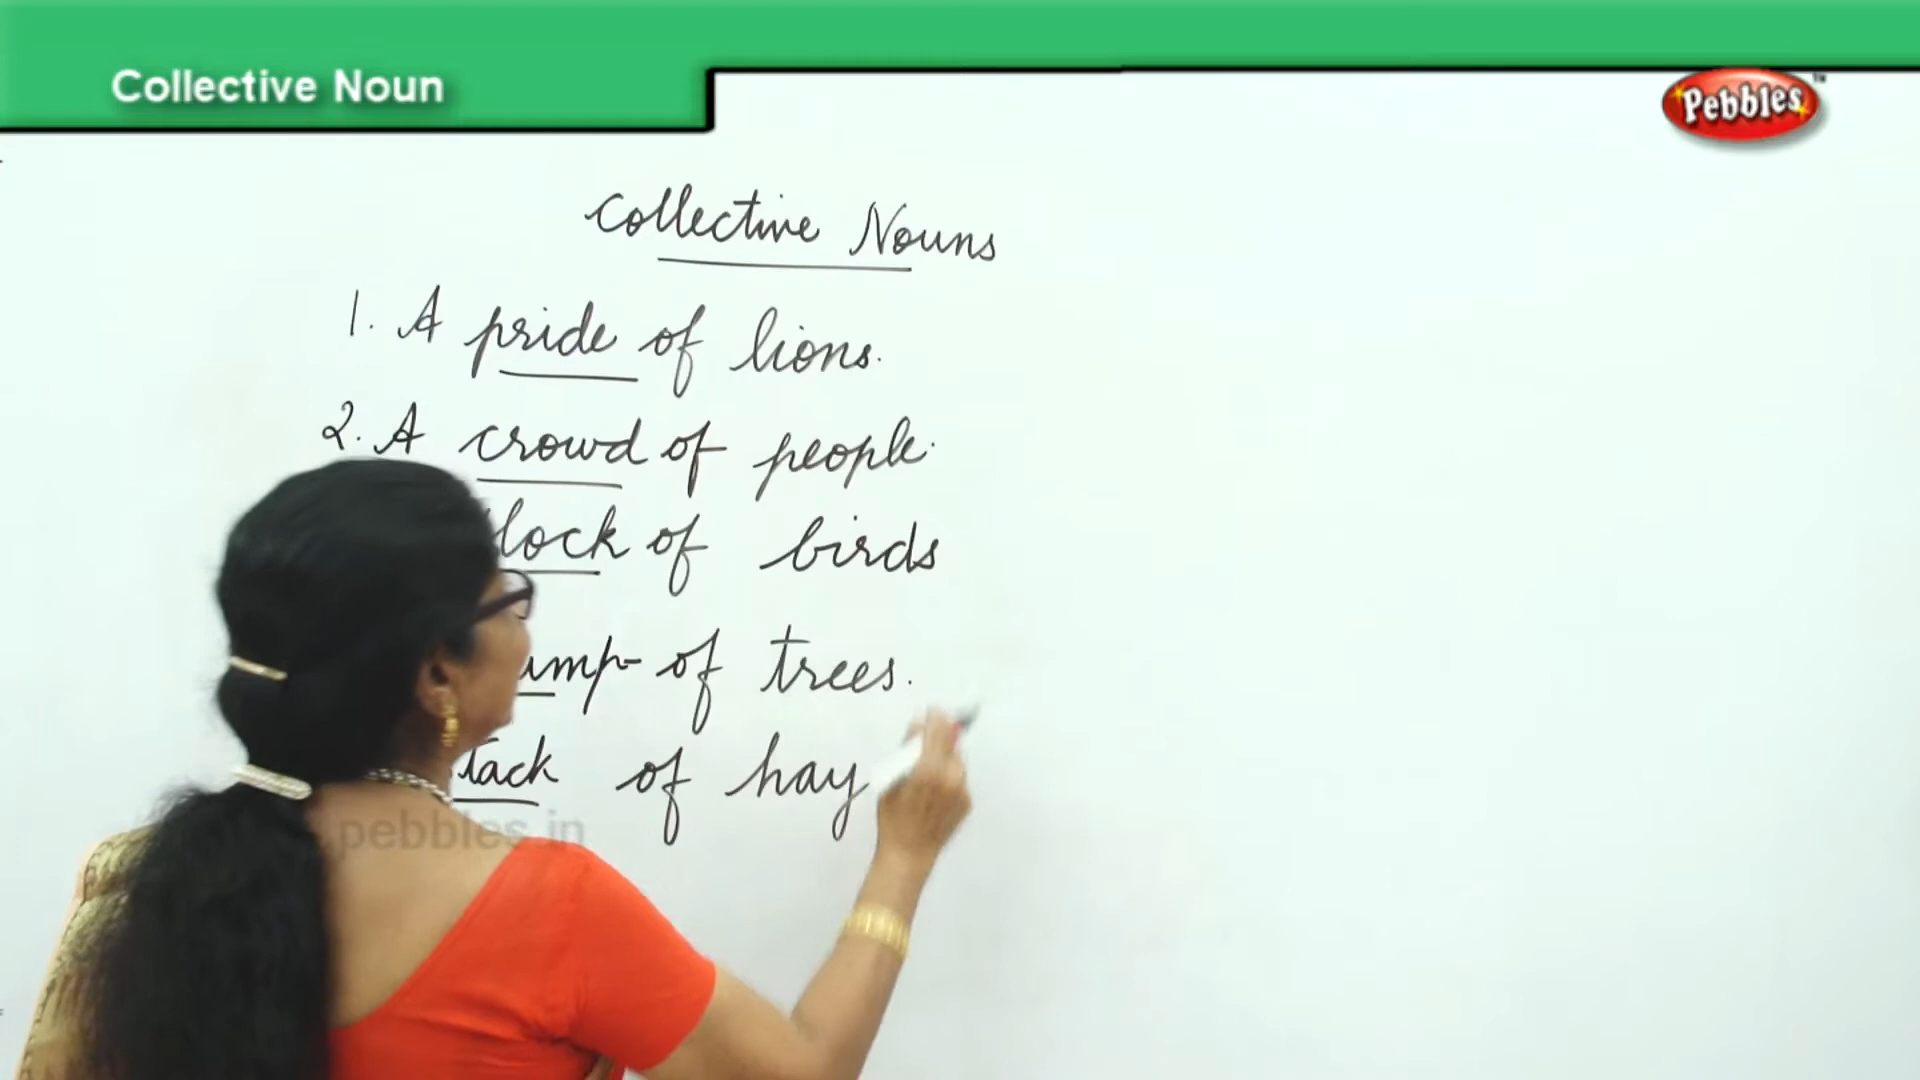 Collective Noun
Pebbles
TM
Collective Nouns
1. A pride of lions.
2. A crowd of people.
lock of birds
ump of trees.
tack of hay
pebbles.in